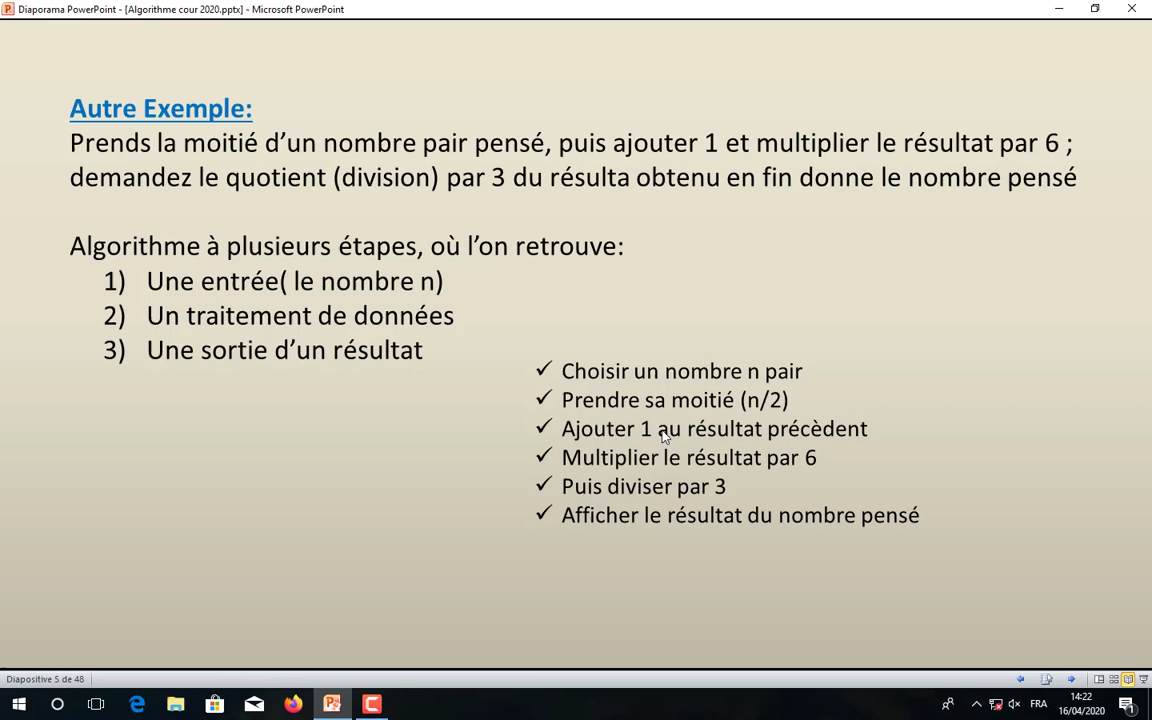 Diaporama PowerPoint - [Algorithme cour 2020.pptx] - Microsoft PowerPoint
Autre Exemple:
Prends la moitié d’un nombre pair pensé, puis ajouter 1 et multiplier le résultat par 6 ;
demandez le quotient (division) par 3 du résulta obtenu en fin donne le nombre pensé
Algorithme à plusieurs étapes, où l’on retrouve:
1) Une entrée( le nombre n)
2) Un traitement de données
3) Une sortie d’un résultat
✓ Choisir un nombre n pair
✓ Prendre sa moitié (n/2)
✓ Ajouter 1 au résultat précèdent
✓ Multiplier le résultat par 6
✓ Puis diviser par 3
✓ Afficher le résultat du nombre pensé
Diapositive 5 de 48
FRA
14:22
16/04/2020